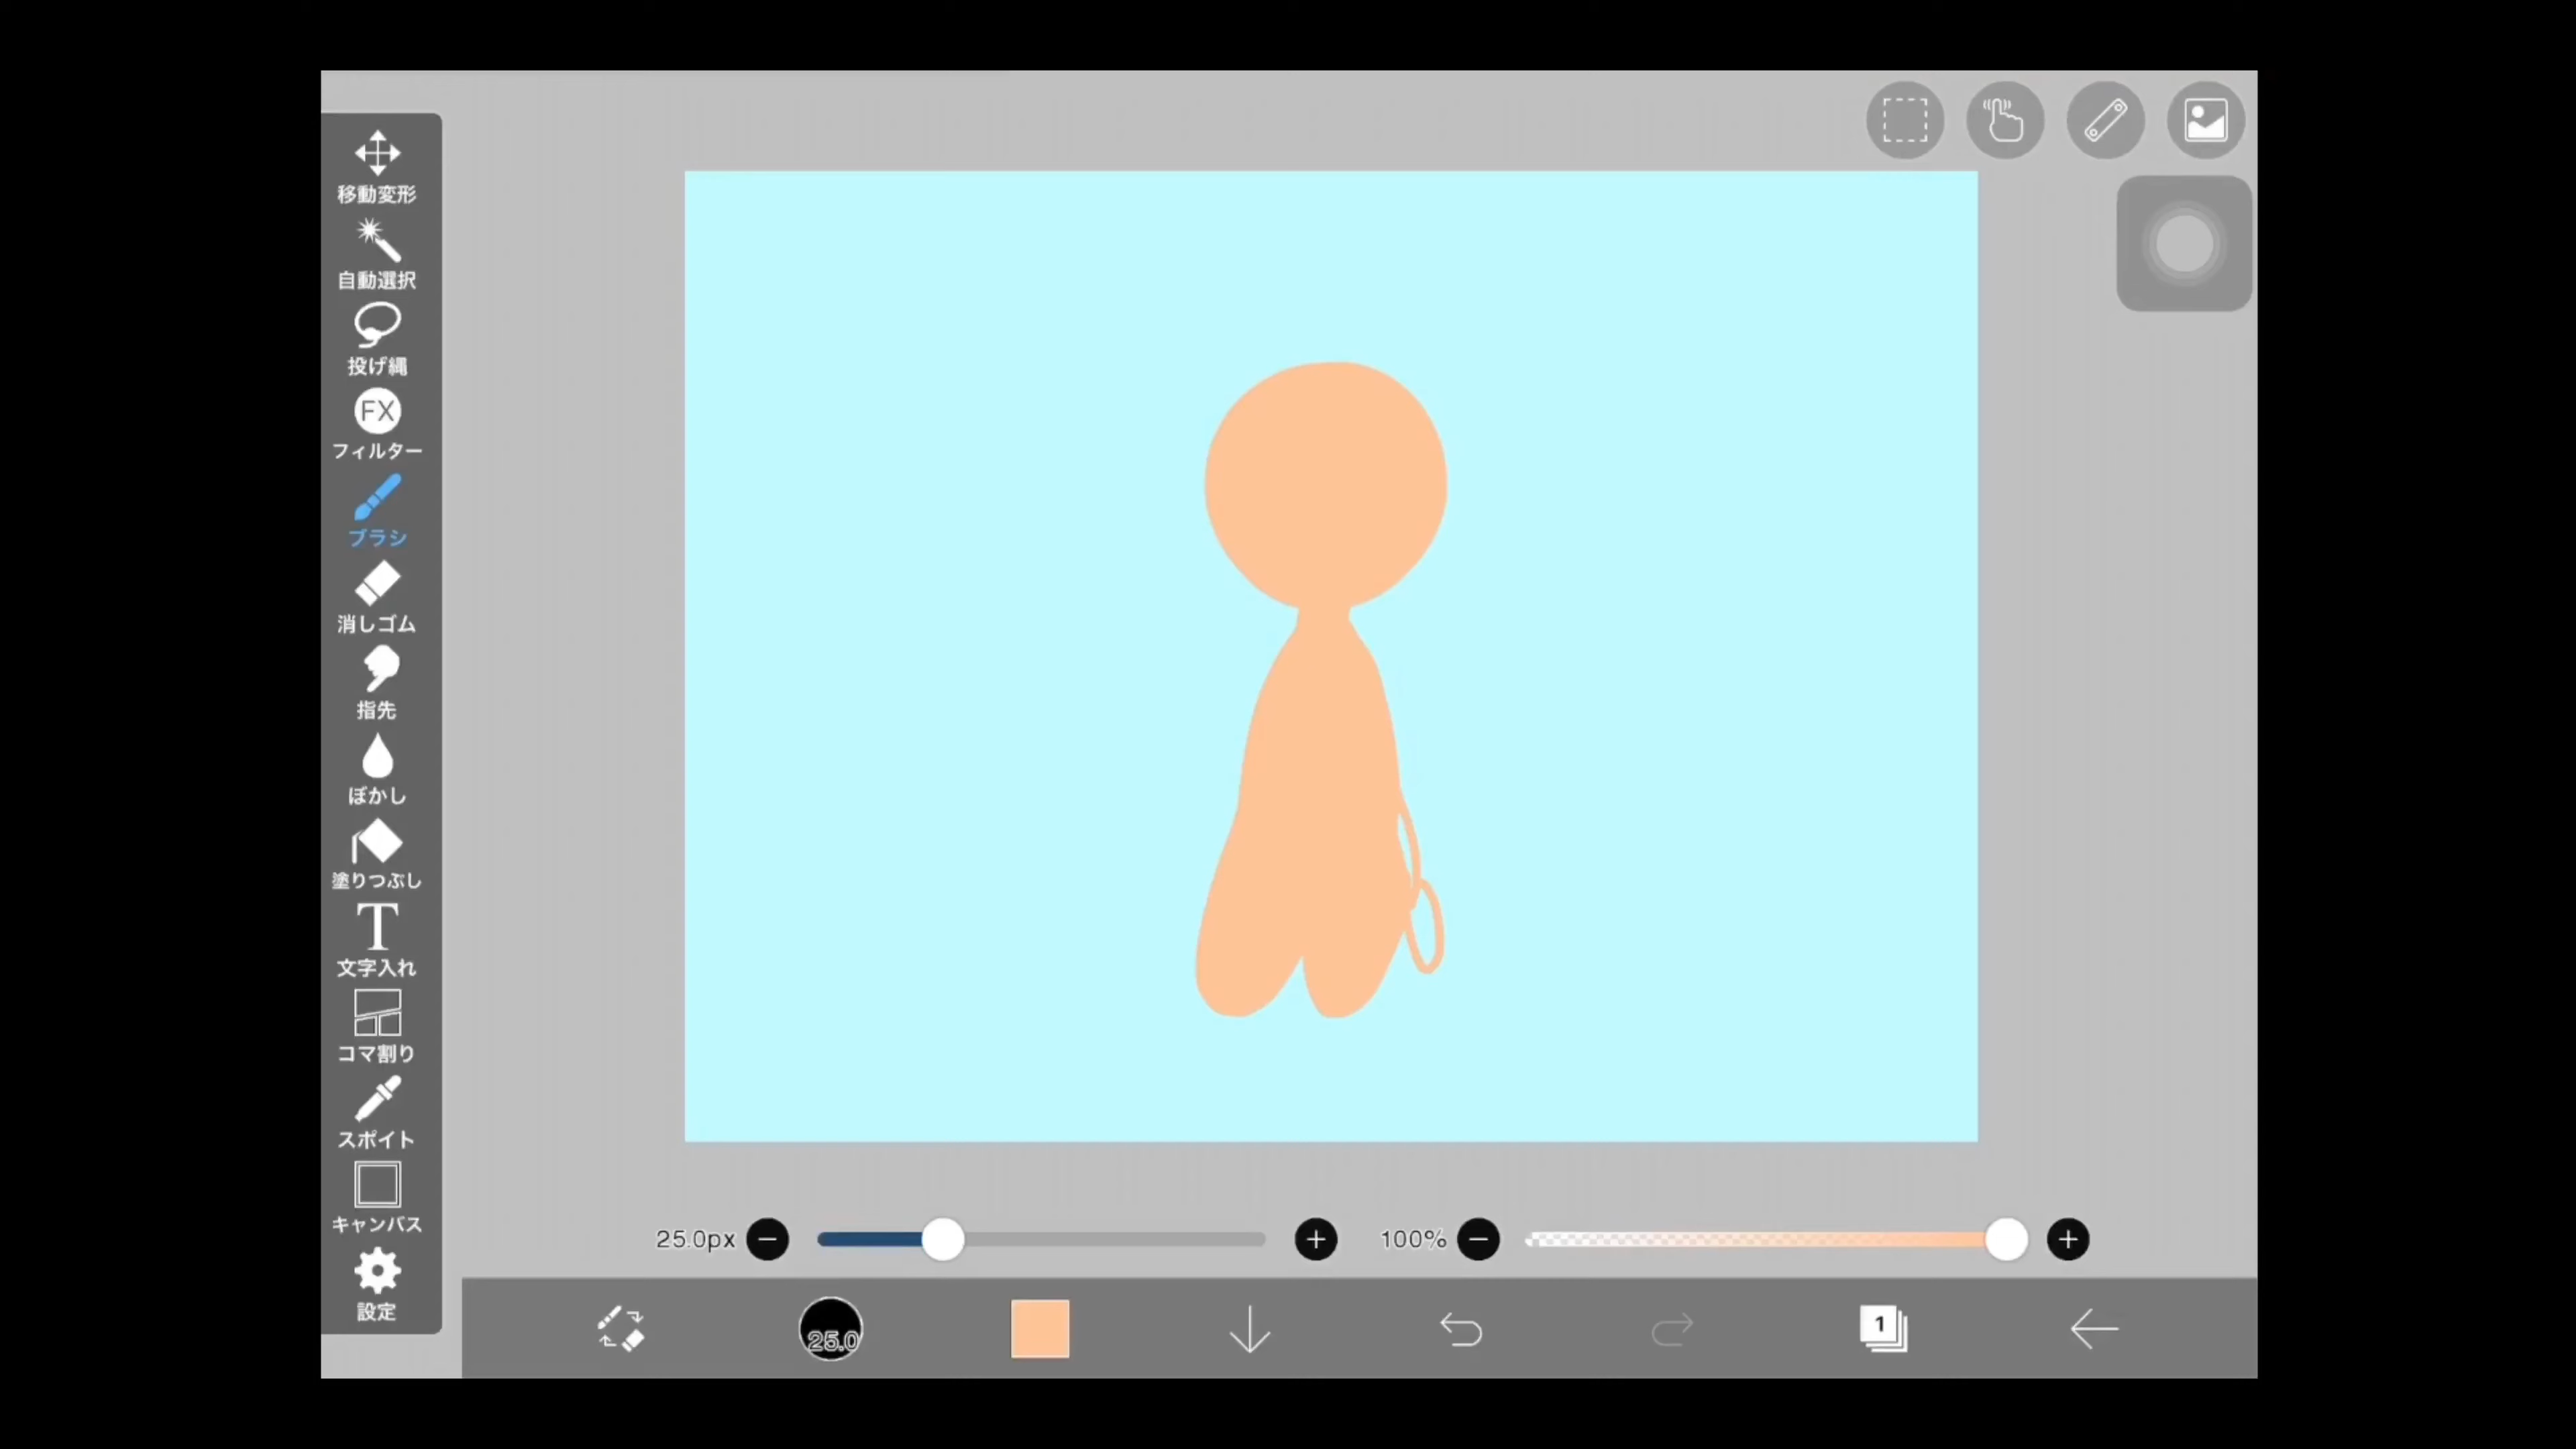 移動変形
自動選択
投げ縄
FX
フィルター
ブラシ
消しゴム
指先
ぼかし
塗りつぶし
T
文字入れ
コマ割り
スポイト
キャンバス
設定
25.0px
100%
25.0
1